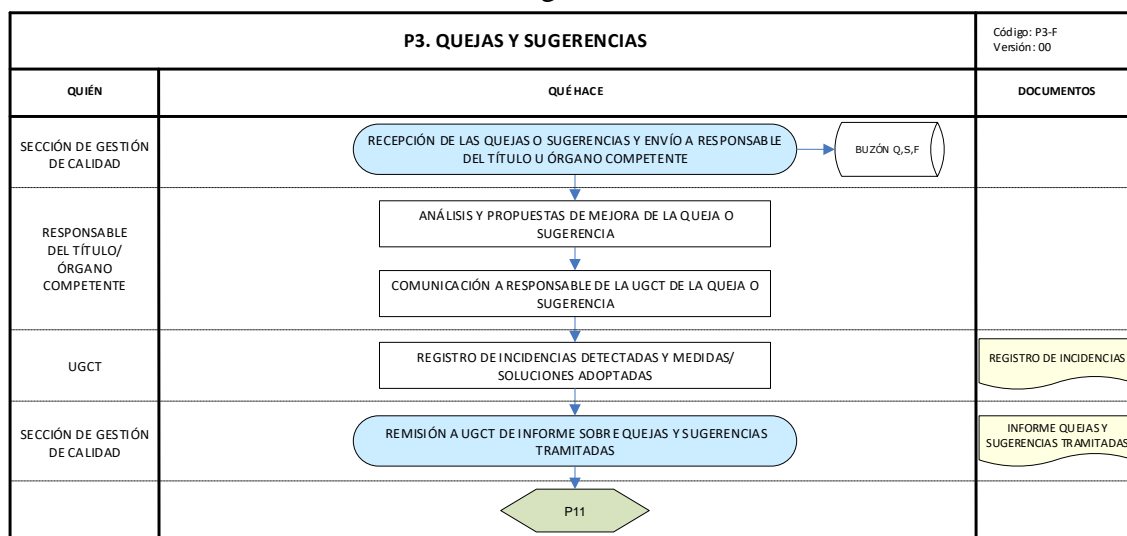 P3. QUEJAS Y SUGERENCIAS
Código: P3-F
Versión: 00
QUIÉN
QUÉ HACE
DOCUMENTOS
SECCIÓN DE GESTIÓN
DE CALIDAD
RECEPCIÓN DE LAS QUEJAS O SUGERENCIAS Y ENVÍO A RESPONSABLE
DEL TÍTULO U ÓRGANO COMPETENTE
BUZÓN Q,S,F
RESPONSABLE
DEL TÍTULO/
ÓRGANO
COMPETENTE
ANÁLISIS Y PROPUESTAS DE MEJORA DE LA QUEJA O
SUGERENCIA
COMUNICACIÓN A RESPONSABLE DE LA UGCT DE LA QUEJA O
SUGERENCIA
UGCT
REGISTRO DE INCIDENCIAS DETECTADAS Y MEDIDAS/
SOLUCIONES ADOPTADAS
REGISTRO DE INCIDENCIAS
SECCIÓN DE GESTIÓN
DE CALIDAD
REMISIÓN A UGCT DE INFORME SOBRE QUEJAS Y SUGERENCIAS
TRAMITADAS
INFORME QUEJAS Y
SUGERENCIAS TRAMITADAS
P11